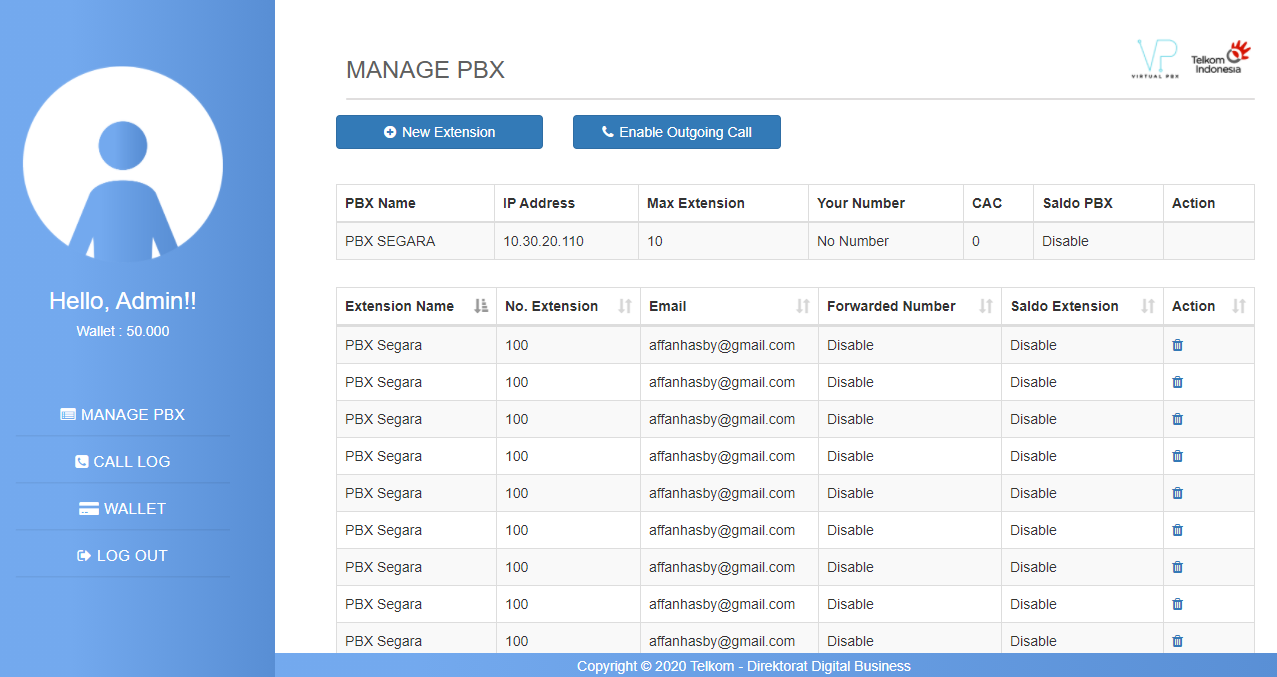 VP
VIRTUAL PBX
Telkom
Indonesia
MANAGE PBX
New Extension Enable Outgoing Call
Hello, Admin!!
Wallet : 50.000
MANAGE PBX
CALL LOG
WALLET
LOG OUT
PBX Name IP Address Max Extension Your Number CAC Saldo PBX Action
PBX SEGARA 10.30.20.110 10 No Number 0 Disable
Extension Name No. Extension Email Forwarded Number Saldo Extension Action
PBX Segara 100 affanhasby@gmail.com Disable Disable
PBX Segara 100 affanhasby@gmail.com Disable Disable
PBX Segara 100 affanhasby@gmail.com Disable Disable
PBX Segara 100 affanhasby@gmail.com Disable Disable
PBX Segara 100 affanhasby@gmail.com Disable Disable
PBX Segara 100 affanhasby@gmail.com Disable Disable
PBX Segara 100 affanhasby@gmail.com Disable Disable
PBX Segara 100 affanhasby@gmail.com Disable Disable
PBX Segara 100 affanhasby@gmail.com Disable Disable
Copyright © 2020 Telkom - Direktorat Digital Business